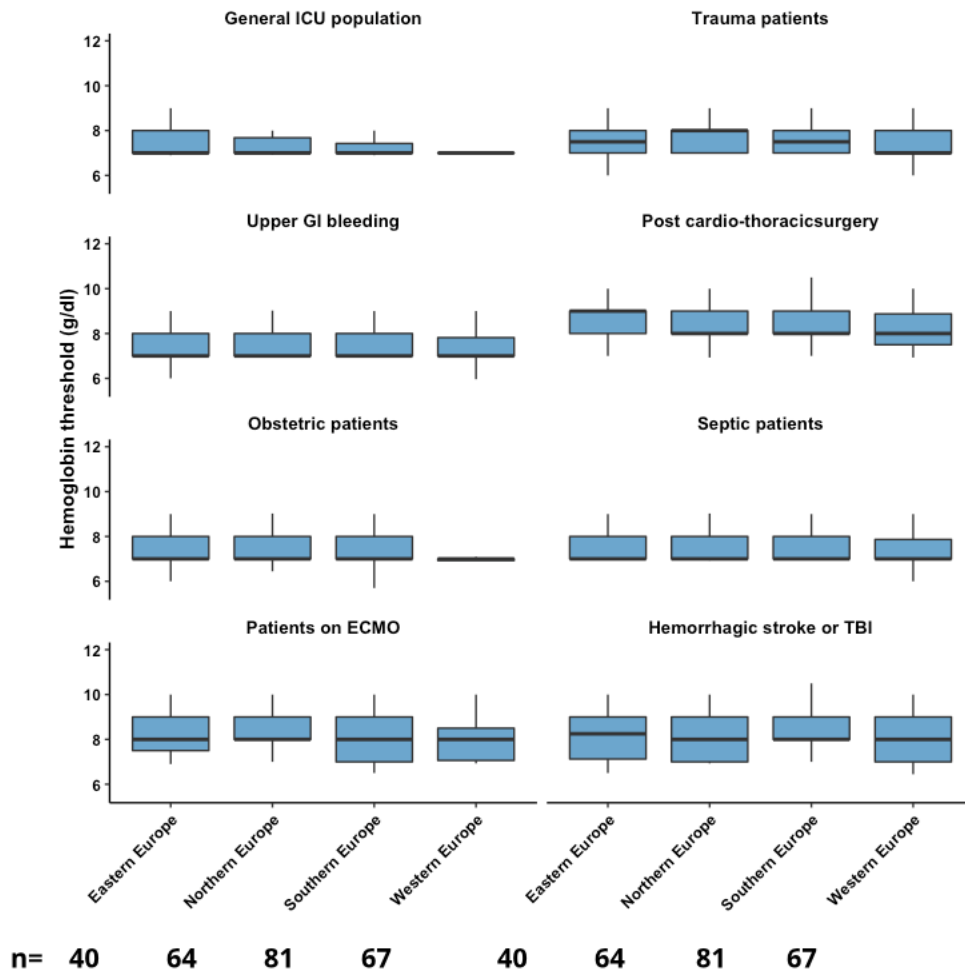 General ICU population
Trauma patients
12
10
8
6
Upper GI bleeding
Post cardio-thoracicsurgery
12
10
8
6
Hemoglobin threshold (g/dl)
Obstetric patients
Septic patients
12
10
8
6
Patients on ECMO
Hemorrhagic stroke or TBI
12
10
8
6
Eastern Europe
Northern Europe
Southern Europe
Western Europe
Eastern Europe
Northern Europe
Southern Europe
Western Europe
n= 40 64 81 67 40 64 81 67